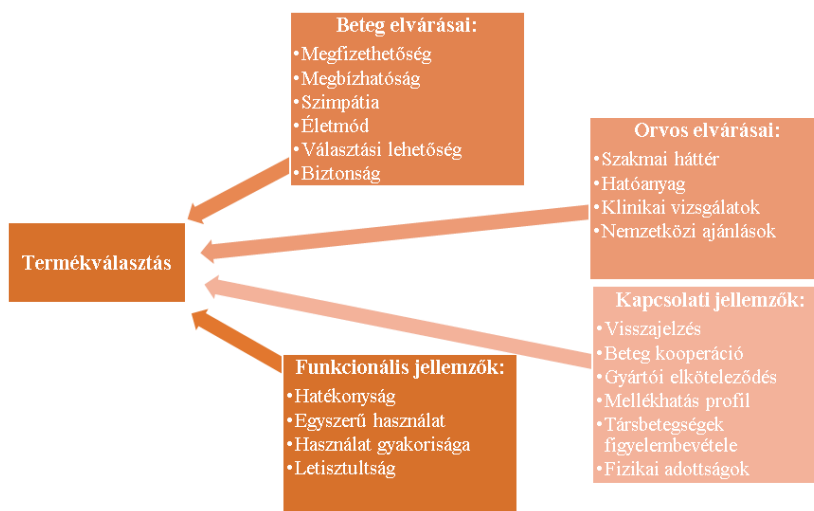 Beteg elvárásai:
•Megfizethetőség
•Megbízhatóság
•Szimpátia
•Életmód
•Választási lehetőség
•Biztonság
Orvos elvárásai:
•Szakmai háttér
•Hatóanyag
•Klinikai vizsgálatok
•Nemzetközi ajánlások
Termékválasztás
Kapcsolati jellemzők:
•Visszajelzés
•Beteg kooperáció
•Gyártói elköteleződés
•Mellékhatás profil
•Társbetegségek
figyelembevétele
•Fizikai adottságok
Funkcionális jellemzők:
•Hatékonyság
•Egyszerű használat
•Használat gyakorisága
•Letisztultság